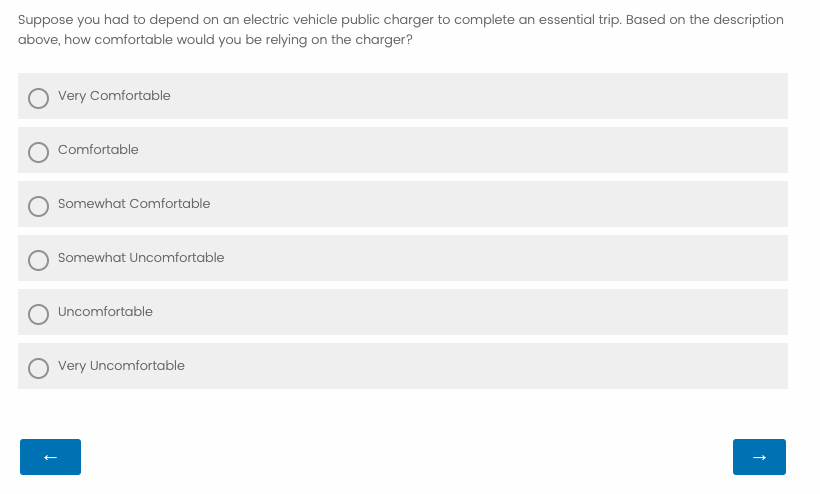 Suppose you had to depend on an electric vehicle public charger to complete an essential trip. Based on the description
above, how comfortable would you be relying on the charger?
Very Comfortable
Comfortable
Somewhat Comfortable
Somewhat Uncomfortable
Uncomfortable
Very Uncomfortable
← →